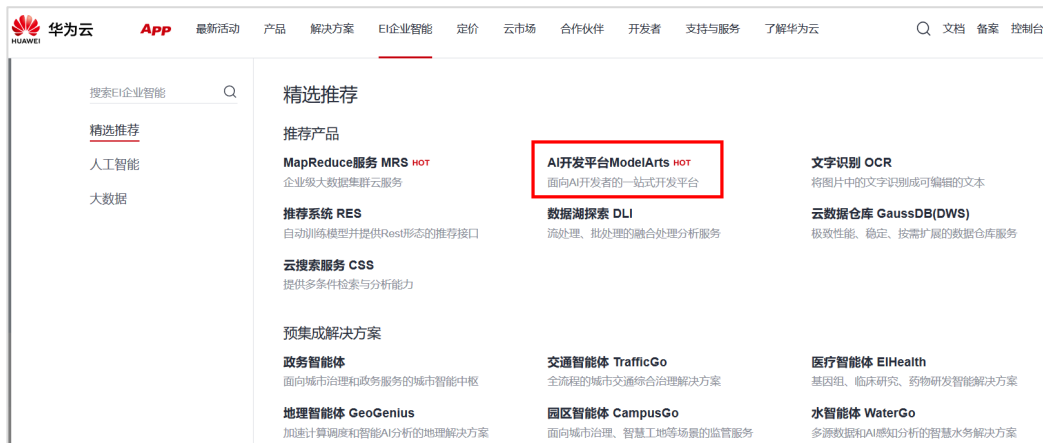 HUAWEI 华为云 App 最新活动 产品 解决方案 EI企业智能 定价 云市场 合作伙伴 开发者 支持与服务 了解华为云 文档 备案 控制台
搜索EI企业智能
精选推荐
人工智能
大数据
精选推荐
推荐产品
MapReduce服务 MRS HOT
企业级大数据集群云服务
AI开发平台ModelArts HOT
面向AI开发者的一站式开发平台
文字识别 OCR
将图片中的文字识别成可编辑的文本
推荐系统 RES
自动训练模型并提供Rest形态的推荐接口
数据湖探索 DLI
流处理、批处理的融合处理分析服务
云数据仓库 GaussDB(DWS)
极致性能、稳定、按需扩展的数据仓库服务
云搜索服务 CSS
提供多条件检索与分析能力
预集成解决方案
政务智能体
面向城市治理和政务服务的城市智能中枢
交通智能体 TrafficGo
全流程的城市交通综合治理解决方案
医疗智能体 EIHealth
基因组、临床研究、药物研发智能解决方案
地理智能体 GeoGenius
加速计算调度和智能AI分析的地理解决方案
园区智能体 CampusGo
面向城市治理、智慧工地等场景的监管服务
水智能体 WaterGo
多源数据和AI感知分析的智慧水务解决方案